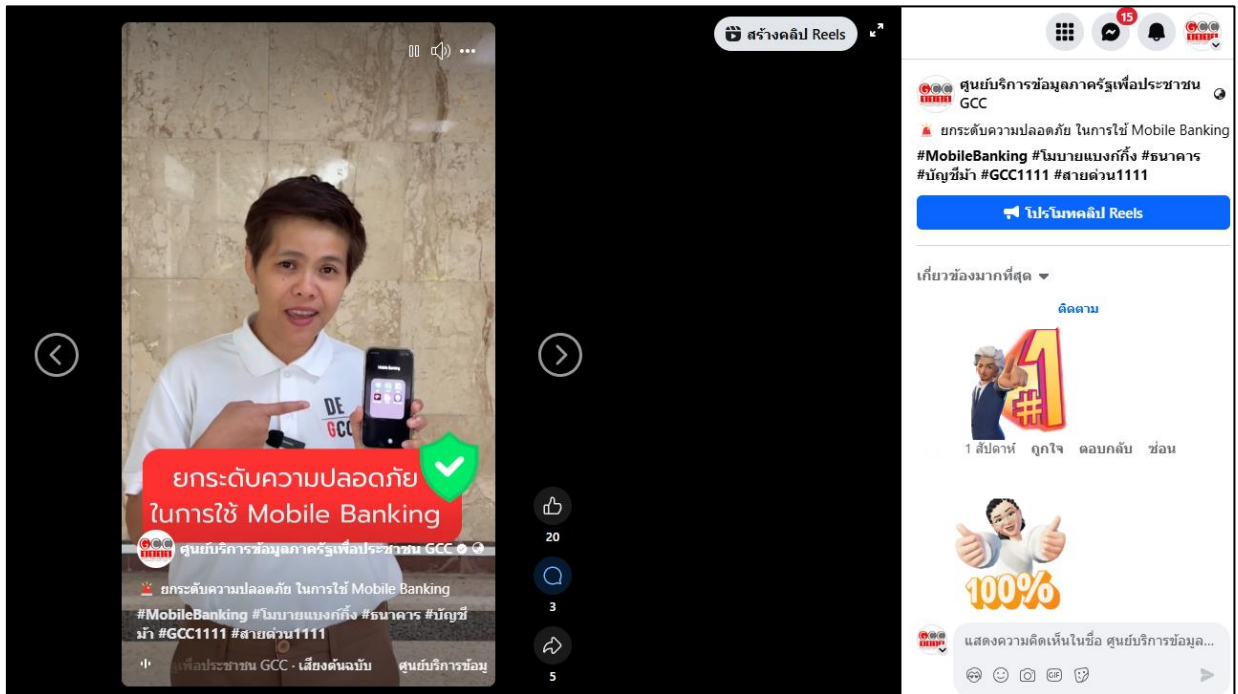 สร้างคลิป Reels
15
ศูนย์บริการข้อมูลภาครัฐเพื่อประชาชน
GCC
🚨 ยกระดับความปลอดภัย ในการใช้ Mobile Banking
#MobileBanking #โมบายแบงก์กิ้ง #ธนาคาร
#บัญชีม้า #GCC1111 #สายด่วน1111
โปรโมทคลิป Reels
เกี่ยวข้องมากที่สุด
ติดตาม
#1
1 สัปดาห์ ถูกใจ ตอบกลับ ซ่อน
100%
แสดงความคิดเห็นในชื่อ ศูนย์บริการข้อมูล...
GIF
Mobile Banking
DE
GCC
ยกระดับความปลอดภัย
ในการใช้ Mobile Banking
ศูนย์บริการข้อมูลภาครัฐเพื่อประชาชน GCC
🚨 ยกระดับความปลอดภัย ในการใช้ Mobile Banking
#MobileBanking #โมบายแบงก์กิ้ง #ธนาคาร #บัญชี
ม้า #GCC1111 #สายด่วน1111
เพื่อประชาชน GCC · เสียงต้นฉบับ ศูนย์บริการข้อมู
20
3
5